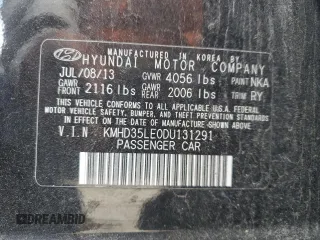 MANUFACTURED IN KOREA BY
HYUNDAI MOTOR COMPANY
JUL/08/13 GVWR 4056 lbs PAINT NKA
GAWR FRONT 2116 lbs GAWR REAR 2006 lbs TRIM RY
THIS VEHICLE CONFORMS TO ALL APPLICABLE U.S. FEDERAL
MOTOR VEHICLE SAFETY, BUMPER, AND THEFT PREVENTION STANDARDS
IN EFFECT ON THE DATE OF MANUFACTURE SHOWN ABOVE.
V.I.N KMHD35LE0DU131291
PASSENGER CAR
© DREAMBID